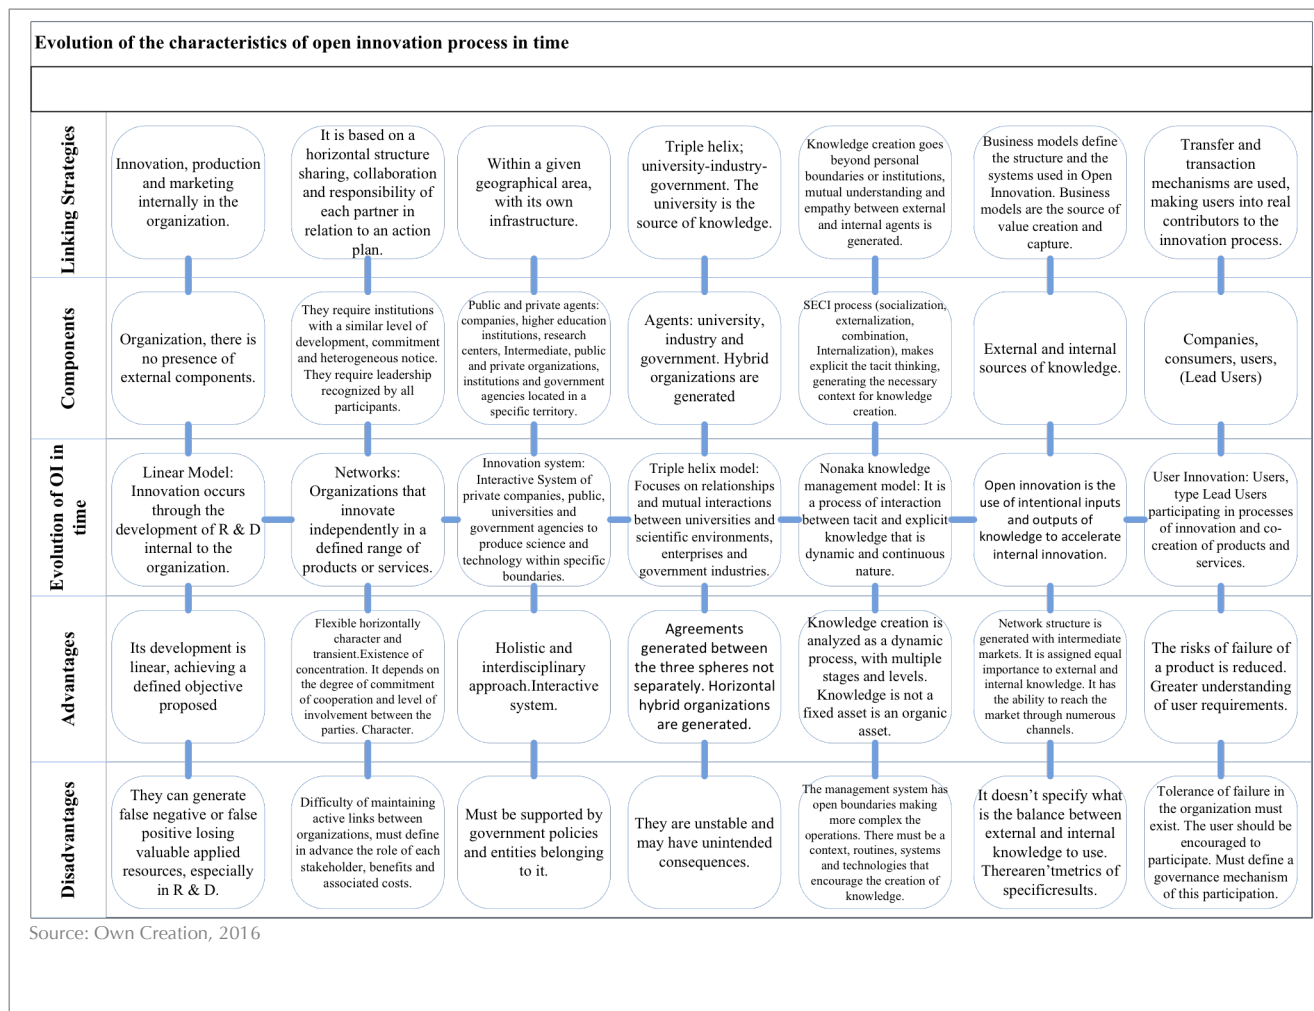 Evolution of the characteristics of open innovation process in time
Linking Strategies
Innovation, production
and marketing
internally in the
organization.
It is based on a
horizontal structure
sharing, collaboration
and responsibility of
each partner in
relation to an action
plan.
Within a given
geographical area,
with its own
infrastructure.
Triple helix;
university-industry-
government. The
university is the
source of knowledge.
Knowledge creation goes
beyond personal
boundaries or institutions,
mutual understanding and
empathy between external
and internal agents is
generated.
Business models define
the structure and the
systems used in Open
Innovation. Business
models are the source of
value creation and
capture.
Transfer and
transaction
mechanisms are used,
making users into real
contributors to the
innovation process.
Components
Organization, there is
no presence of
external components.
They require institutions
with a similar level of
development, commitment
and heterogeneous notice.
They require leadership
recognized by all
participants.
Public and private agents:
companies, higher education
institutions, research
centers, Intermediate, public
and private organizations,
institutions and government
agencies located in a
specific territory.
Agents: university,
industry and
government. Hybrid
organizations are
generated
SECI process (socialization,
externalization,
combination,
Internalization), makes
explicit the tacit thinking,
generating the necessary
context for knowledge
creation.
External and internal
sources of knowledge.
Companies,
consumers, users,
(Lead Users)
Evolution of OI in
time
Linear Model:
Innovation occurs
through the
development of R & D
internal to the
organization.
Networks:
Organizations that
innovate
independently in a
defined range of
products or services.
Innovation system:
Interactive System of
private companies, public,
universities and
government agencies to
produce science and
technology within specific
boundaries.
Triple helix model:
Focuses on relationships
and mutual interactions
between universities and
scientific environments,
enterprises and
government industries.
Nonaka knowledge
management model: It is
a process of interaction
between tacit and explicit
knowledge that is
dynamic and continuous
nature.
Open innovation is the
use of intentional inputs
and outputs of
knowledge to accelerate
internal innovation.
User Innovation: Users,
type Lead Users
participating in processes
of innovation and co-
creation of products and
services.
Advantages
Its development is
linear, achieving a
defined objective
proposed
Flexible horizontally
character and
transient.Existence of
concentration. It depends on
the degree of commitment
of cooperation and level of
involvement between the
parties. Character.
Holistic and
interdisciplinary
approach.Interactive
system.
Agreements
generated between
the three spheres not
separately. Horizontal
hybrid organizations
are generated.
Knowledge creation is
analyzed as a dynamic
process, with multiple
stages and levels.
Knowledge is not a
fixed asset is an organic
asset.
Network structure is
generated with intermediate
markets. It is assigned equal
importance to external and
internal knowledge. It has
the ability to reach the
market through numerous
channels.
The risks of failure of
a product is reduced.
Greater understanding
of user requirements.
Disadvantages
They can generate
false negative or false
positive losing
valuable applied
resources, especially
in R & D.
Difficulty of maintaining
active links between
organizations, must define
in advance the role of each
stakeholder, benefits and
associated costs.
Must be supported by
government policies
and entities belonging
to it.
They are unstable and
may have unintended
consequences.
The management system has
open boundaries making
more complex the
operations. There must be a
context, routines, systems
and technologies that
encourage the creation of
knowledge.
It doesn't specify what
is the balance between
external and internal
knowledge to use.
Therearen'tmetrics of
specificresults.
Tolerance of failure in
the organization must
exist. The user should be
encouraged to
participate. Must define a
governance mechanism
of this participation.
Source: Own Creation, 2016